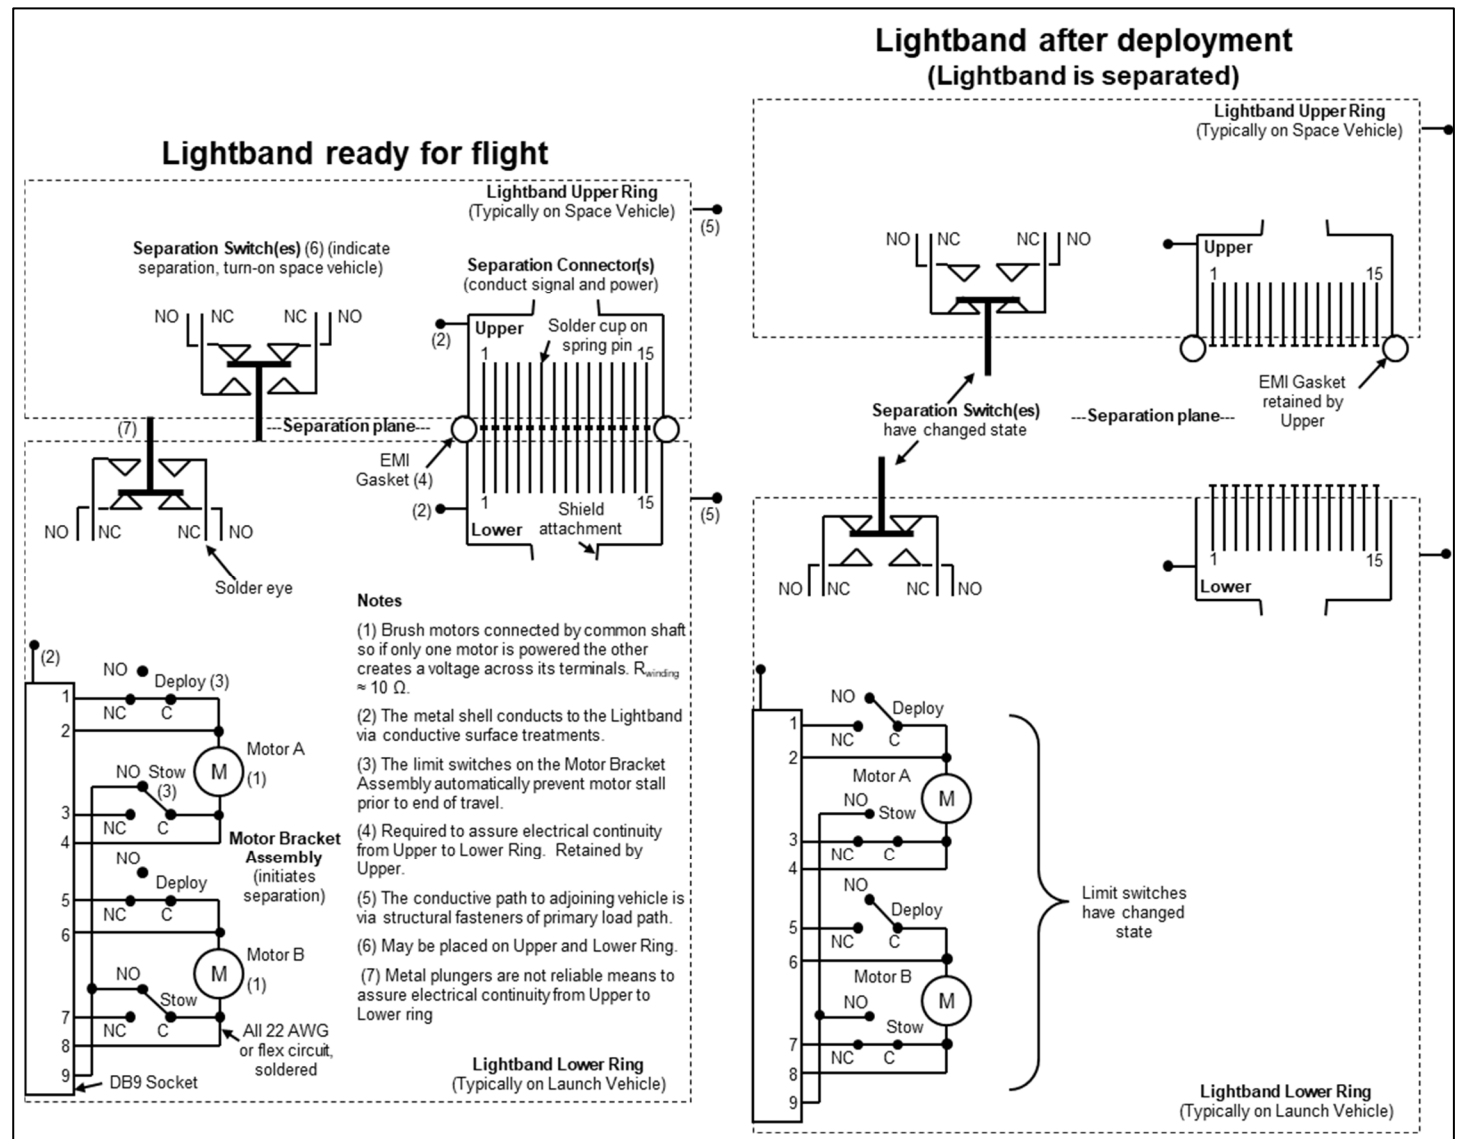 Lightband ready for flight
Lightband Upper Ring
(Typically on Space Vehicle)
(5)
Separation Switch(es) (6) (indicate
separation, turn-on space vehicle)
Separation Connector(s)
(conduct signal and power)
NO NC NC NO
(2)
Upper
Solder cup on
spring pin
1 15
(7)
---Separation plane---
EMI
Gasket (4)
NO NC NC NO
Solder eye
(2)
1 15
Lower
Shield
attachment
(5)
Notes
(1) Brush motors connected by common shaft
so if only one motor is powered the other
creates a voltage across its terminals. Rwinding
≈ 10 Ω.
(2) The metal shell conducts to the Lightband
via conductive surface treatments.
(3) The limit switches on the Motor Bracket
Assembly automatically prevent motor stall
prior to end of travel.
(4) Required to assure electrical continuity
from Upper to Lower Ring. Retained by
Upper.
(5) The conductive path to adjoining vehicle is
via structural fasteners of primary load path.
(6) May be placed on Upper and Lower Ring.
(7) Metal plungers are not reliable means to
assure electrical continuity from Upper to
Lower ring
(2)
NO
Deploy (3)
1
NC C
2
Motor A
(1)
M
NO Stow
(3)
3
NC C
4
Motor Bracket
Assembly
(initiates
separation)
NO
Deploy
5
NC C
6
Motor B
(1)
M
NO
Stow
7
NC C
8
All 22 AWG
or flex circuit,
soldered
9
DB9 Socket
Lightband Lower Ring
(Typically on Launch Vehicle)
Lightband after deployment
(Lightband is separated)
Lightband Upper Ring
(Typically on Space Vehicle)
NO NC NC NO
Upper
1 15
EMI Gasket
retained by
Upper
Separation Switch(es)
have changed state
---Separation plane---
NO NC NC NO
1 15
Lower
NO
Deploy
1
NC C
2
Motor A
M
NO
Stow
3
NC C
4
NO
Deploy
5
NC C
6
Motor B
M
NO
Stow
7
NC C
8
9
Limit switches
have changed
state
Lightband Lower Ring
(Typically on Launch Vehicle)